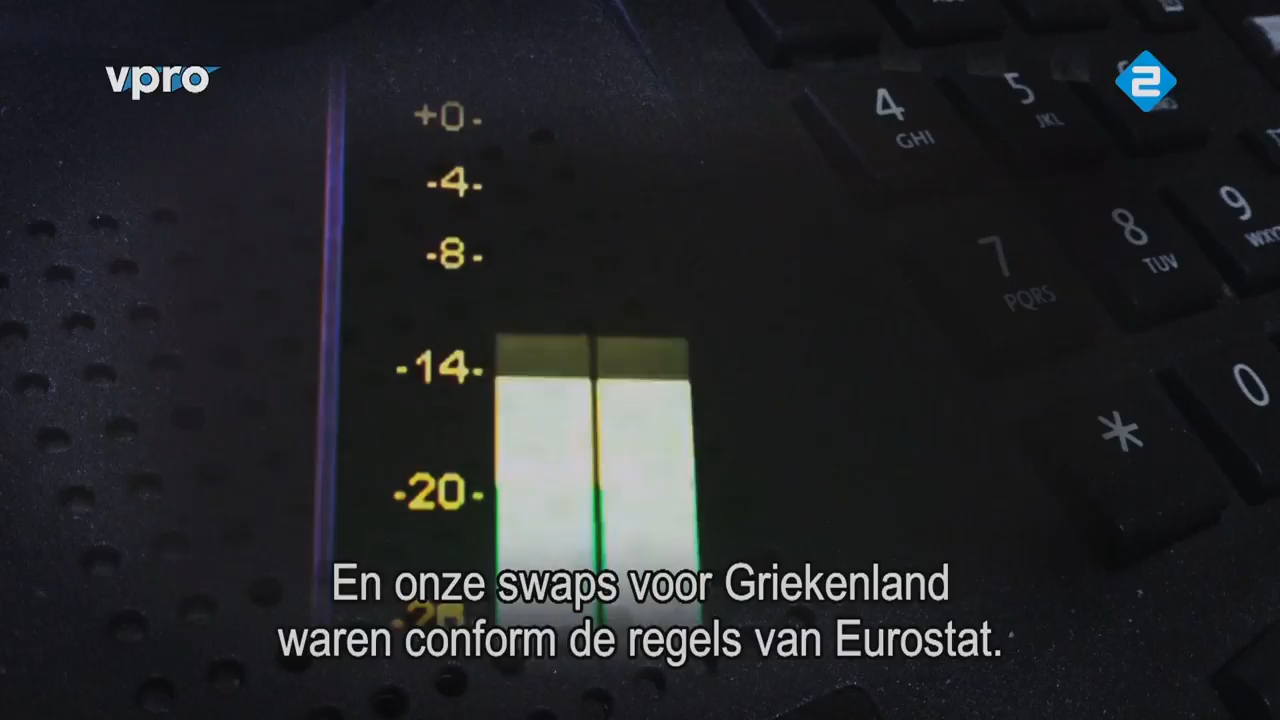 vpro
2
+0-
-4-
-8-
-14-
-20-
4
GHI
5
JKL
7
PQRS
8
TUV
9
*
0
En onze swaps voor Griekenland
waren conform de regels van Eurostat.